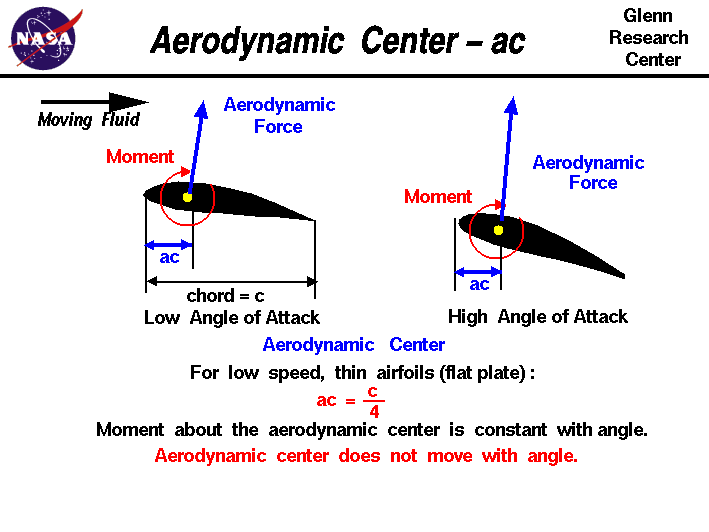 NASA
Aerodynamic Center – ac
Glenn
Research
Center
Moving Fluid
Aerodynamic
Force
Moment
ac
chord = c
Low Angle of Attack
Aerodynamic
Force
Moment
ac
High Angle of Attack
Aerodynamic Center
For low speed, thin airfoils (flat plate) :
ac = c
4
Moment about the aerodynamic center is constant with angle.
Aerodynamic center does not move with angle.